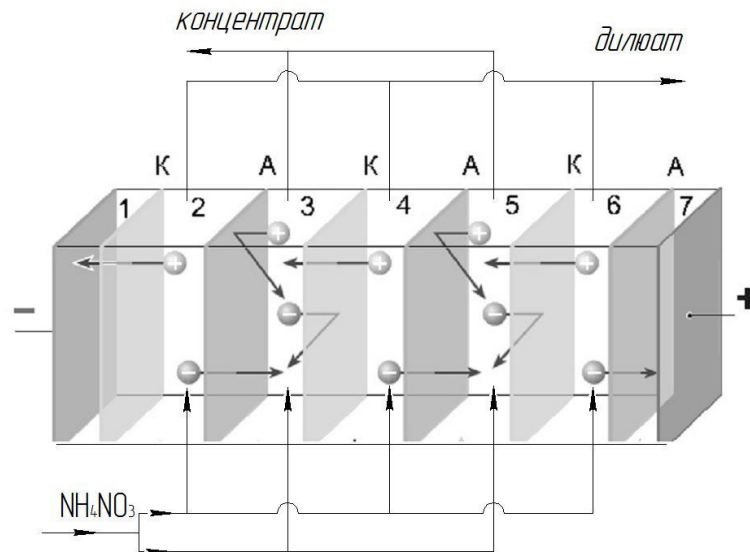 концентрат
дилюат
К А К А К А
1 2 3 4 5 6 7
+ + + +
- +
- -
- - -
NH₄NO₃